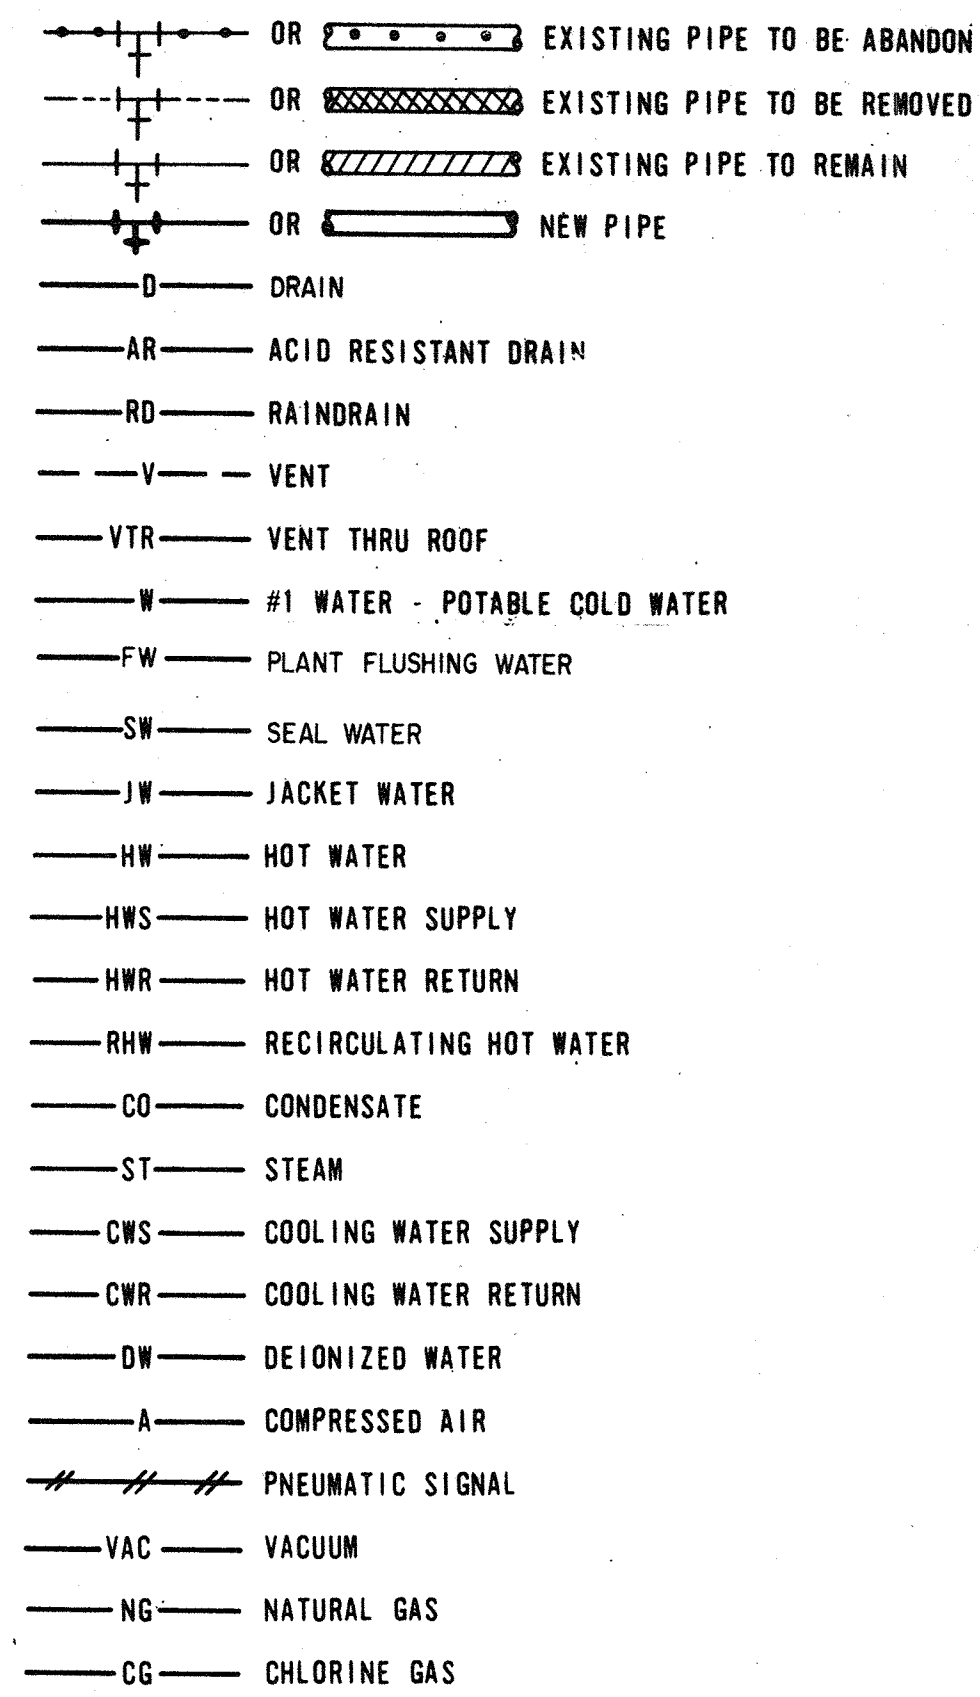 OR EXISTING PIPE TO BE ABANDON
OR EXISTING PIPE TO BE REMOVED
OR EXISTING PIPE TO REMAIN
OR NEW PIPE
D DRAIN
AR ACID RESISTANT DRAIN
RD RAINDRAIN
V VENT
VTR VENT THRU ROOF
W #1 WATER - POTABLE COLD WATER
FW PLANT FLUSHING WATER
SW SEAL WATER
JW JACKET WATER
HW HOT WATER
HWS HOT WATER SUPPLY
HWR HOT WATER RETURN
RHW RECIRCULATING HOT WATER
CO CONDENSATE
ST STEAM
CWS COOLING WATER SUPPLY
CWR COOLING WATER RETURN
DW DEIONIZED WATER
A COMPRESSED AIR
PNEUMATIC SIGNAL
VAC VACUUM
NG NATURAL GAS
CG CHLORINE GAS